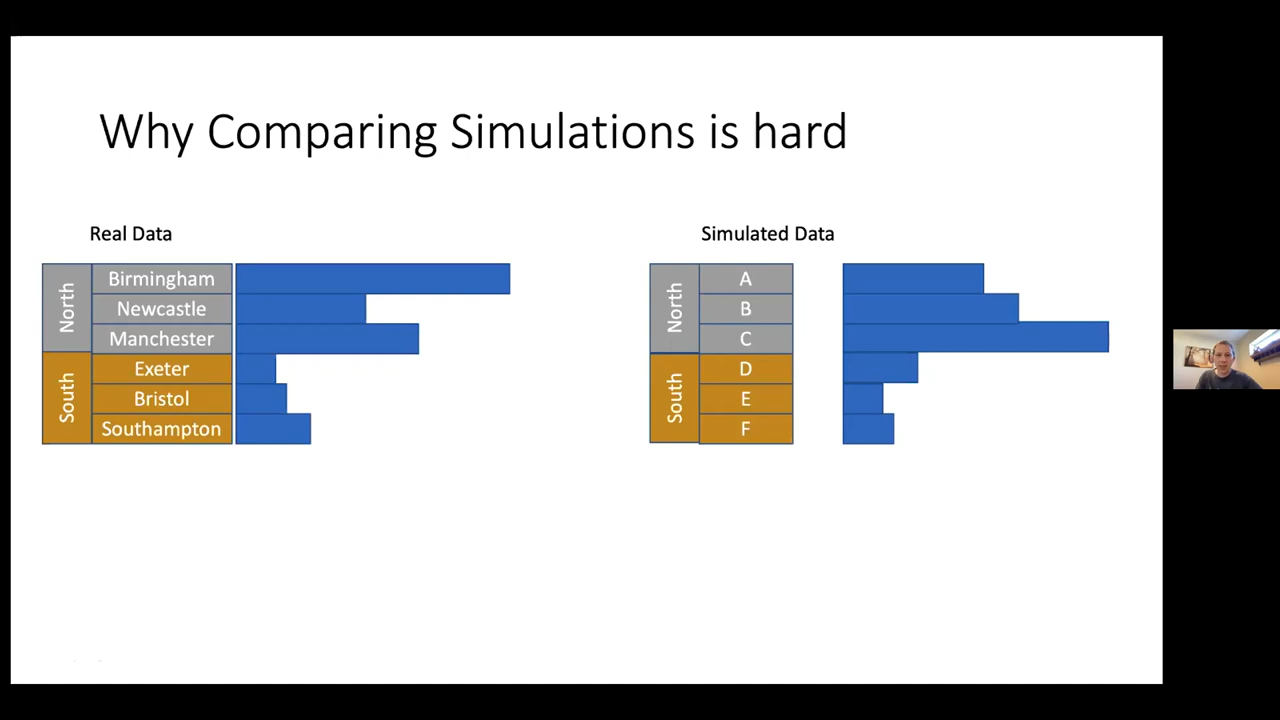 Why Comparing Simulations is hard
Real Data
North
Birmingham
Newcastle
Manchester
South
Exeter
Bristol
Southampton
Simulated Data
North
A
B
C
South
D
E
F